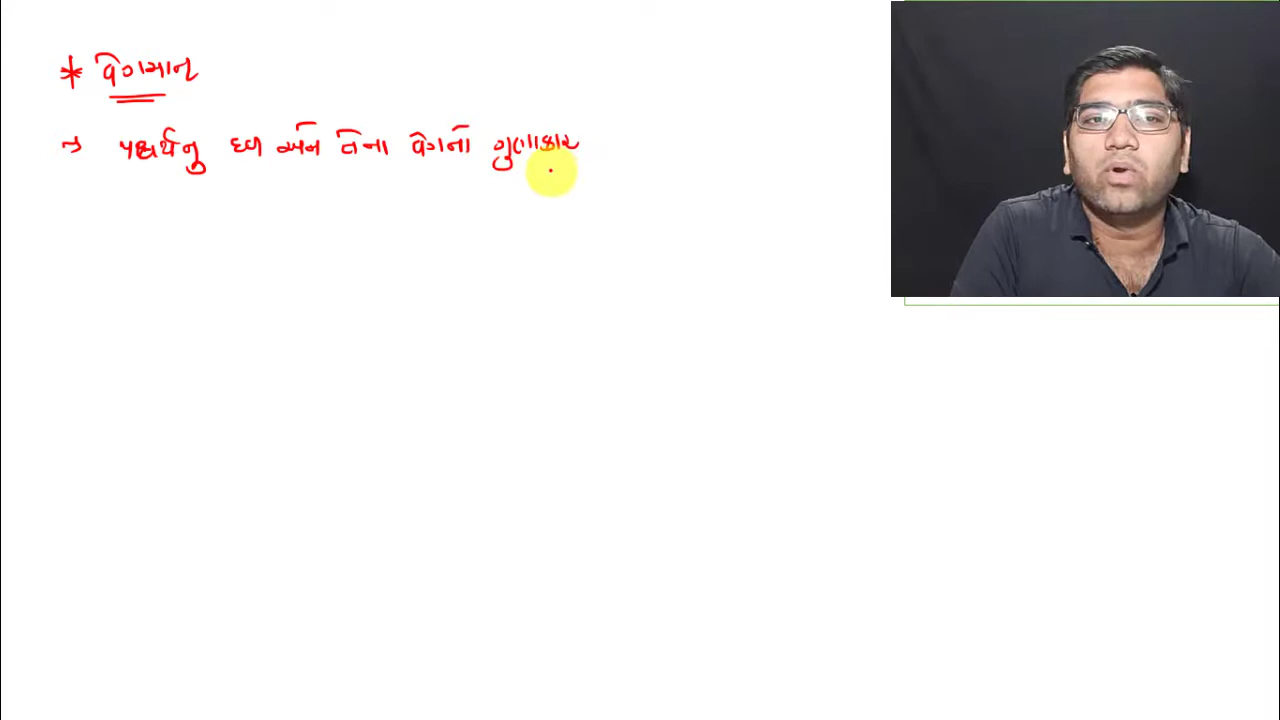 * વેગમાન
→ પદાર્થનુ દળ અને તેના વેગનો ગુણાકાર